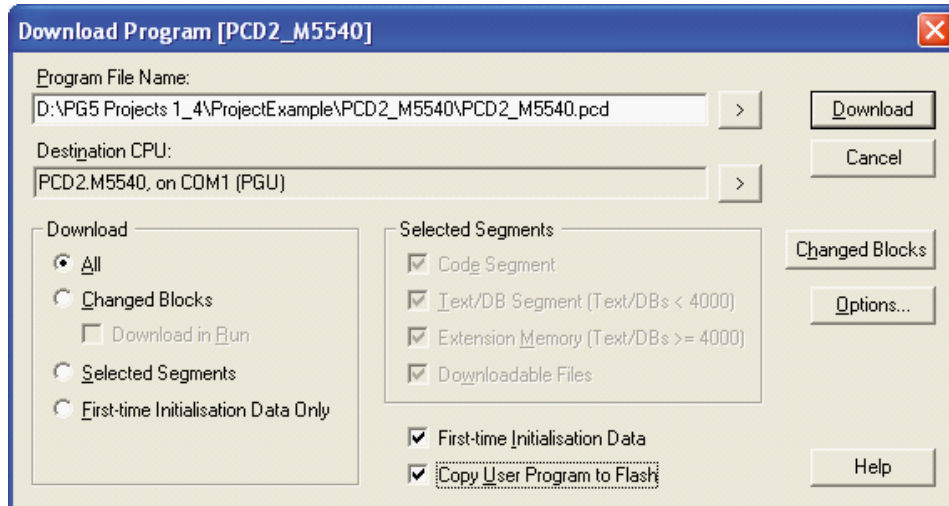 Download Program [PCD2_M5540]
Program File Name:
D:\PG5 Projects 1_4\ProjectExample\PCD2_M5540\PCD2_M5540.pcd
>
Download
Destination CPU:
Cancel
PCD2.M5540, on COM1 (PGU)
>
Download
Selected Segments
All
Code Segment
Changed Blocks
Changed Blocks
Text/DB Segment (Text/DBs < 4000)
Download in Run
Extension Memory (Text/DBs >= 4000)
Options...
Selected Segments
Downloadable Files
First-time Initialisation Data Only
First-time Initialisation Data
Copy User Program to Flash
Help